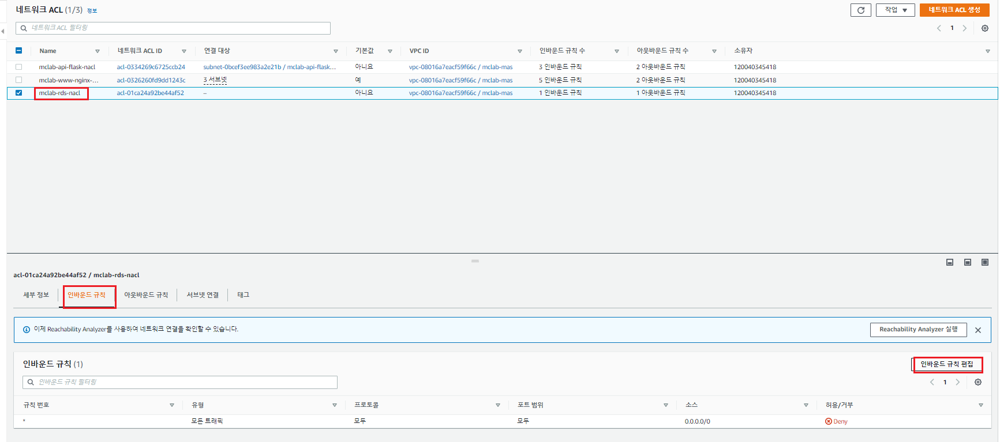 네트워크 ACL (1/3) 정보
작업 ▼
네트워크 ACL 생성
네트워크 ACL 필터링
1
Name 네트워크 ACL ID 연결 대상 기본값 VPC ID 인바운드 규칙 수 아웃바운드 규칙 수 소유자
mclab-api-flask-nacl acl-0334269c6725ccb24 subnet-0bcef3ee983a2e21b / mclab-api-flask... 아니요 vpc-08016a7eacf59f66c / mclab-mas 3 인바운드 규칙 2 아웃바운드 규칙 120040345418
mclab-www-nginx-... acl-0326260fd9dd1243c 3 서브넷 예 vpc-08016a7eacf59f66c / mclab-mas 5 인바운드 규칙 2 아웃바운드 규칙 120040345418
mclab-rds-nacl acl-01ca24a92be44af52 – 아니요 vpc-08016a7eacf59f66c / mclab-mas 1 인바운드 규칙 1 아웃바운드 규칙 120040345418
acl-01ca24a92be44af52 / mclab-rds-nacl
세부 정보 인바운드 규칙 아웃바운드 규칙 서브넷 연결 태그
이제 Reachability Analyzer를 사용하여 네트워크 연결을 확인할 수 있습니다.
Reachability Analyzer 실행
인바운드 규칙 (1)
인바운드 규칙 편집
인바운드 규칙 필터링
1
규칙 번호 유형 프로토콜 포트 범위 소스 허용/거부
* 모든 트래픽 모두 모두 0.0.0.0/0 Deny